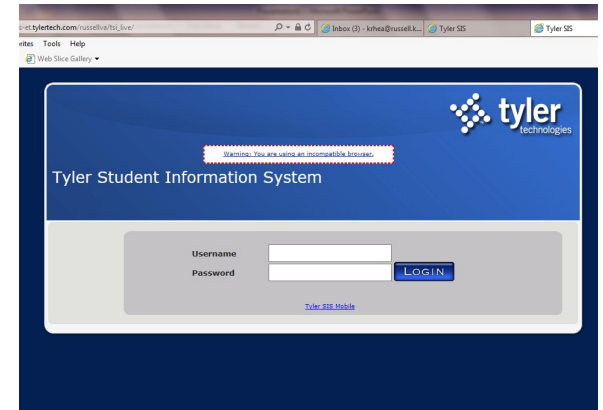 s-et.tylertech.com/russellva/tsi_live/
Inbox (3) - krhea@russell.k...
Tyler SIS
Tyler SIS
rites Tools Help
Web Slice Gallery
tyler
technologies
Warning: You are using an incompatible browser.
Tyler Student Information System
Username
Password
LOGIN
Tyler SIS Mobile